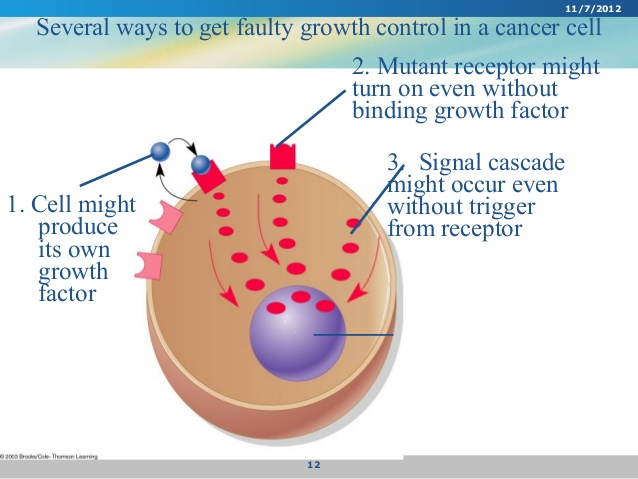 11/7/2012
Several ways to get faulty growth control in a cancer cell
2. Mutant receptor might
turn on even without
binding growth factor
3. Signal cascade
might occur even
without trigger
from receptor
1. Cell might
produce
its own
growth
factor
© 2003 Brooks/Cole-Thomson Learning
12